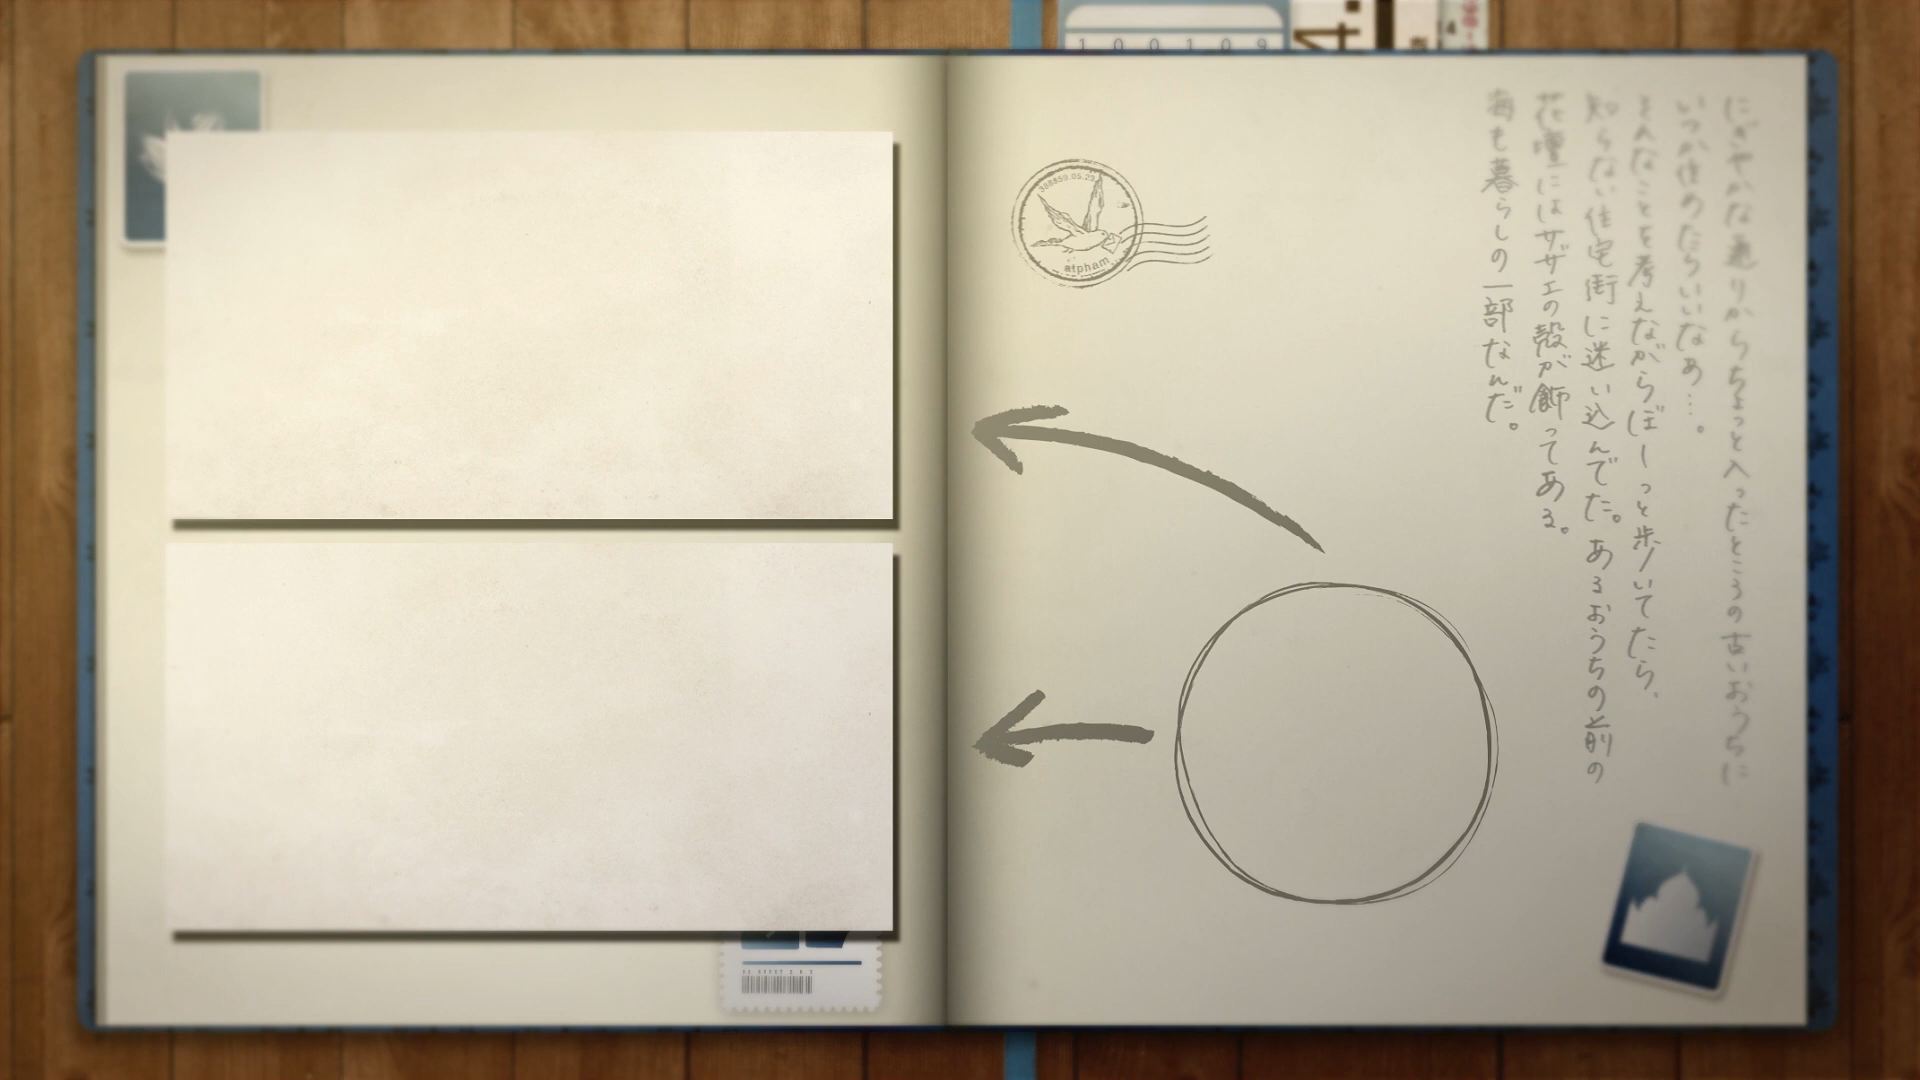 にぎやかな通りからちょっと入ったところの古いおうちに
いつか住めたらいいなあ…。
そんなことを考えながらぼーっと歩いてたら、
知らない住宅街に迷い込んでた。あるおうちの前の
花壇にはサザエの殻が飾ってある。
海も暮らしの一部なんだ。
100109
atpham